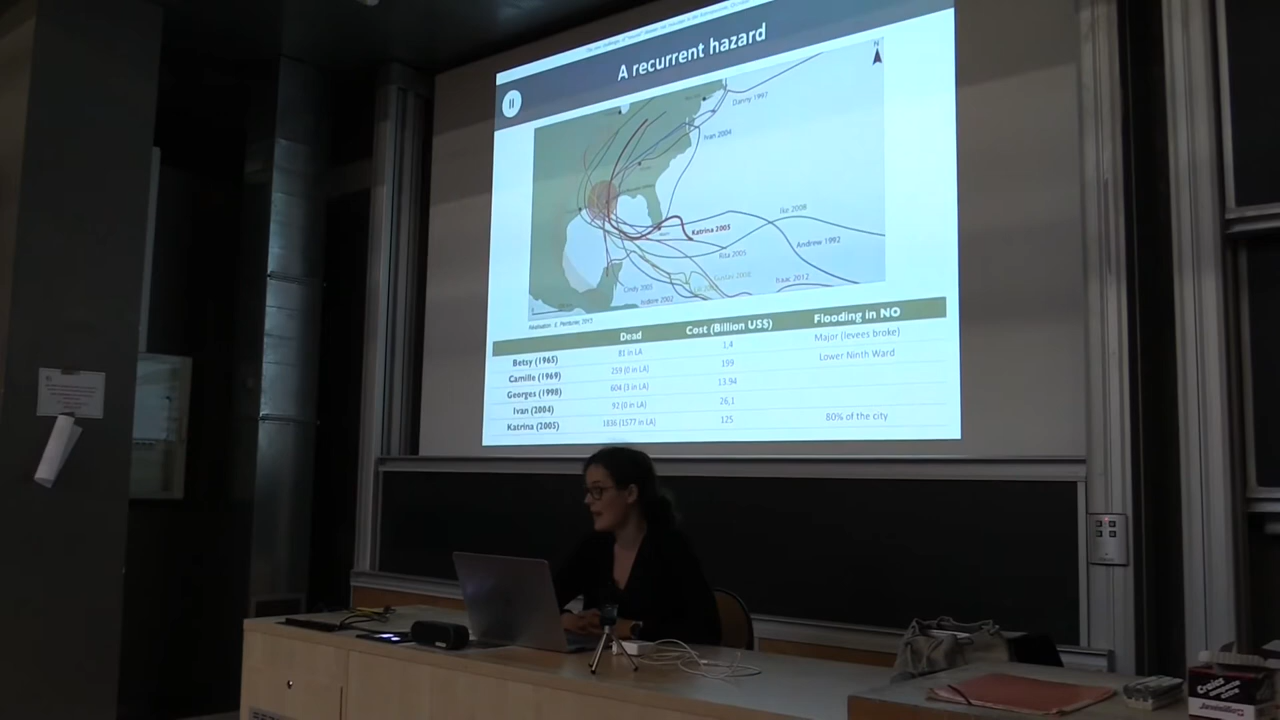 A recurrent hazard
II
N
Danny 1997
Ivan 2004
Ike 2008
Katrina 2005
Andrew 1992
Rita 2005
Gustav 2008
Isaac 2012
Cindy 2005
Isidore 2002
Dead Cost (Billion US$) Flooding in NO
Betsy (1965) 81 in LA 1,4 Major (levees broke)
Camille (1969) 259 (0 in LA) 199 Lower Ninth Ward
Georges (1998) 604 (3 in LA) 13.94
Ivan (2004) 92 (0 in LA) 26,1
Katrina (2005) 1836 (1577 in LA) 125 80% of the city